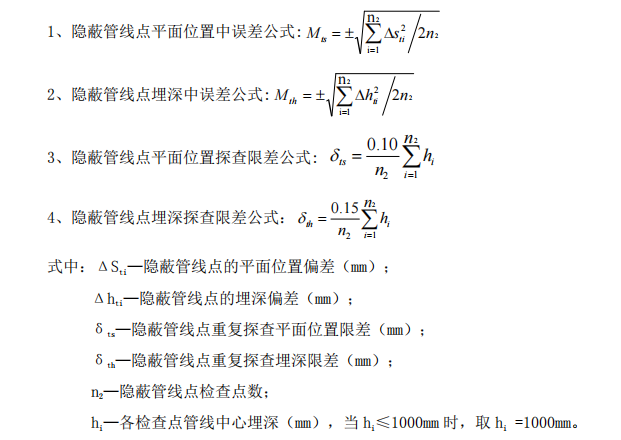 1、隐蔽管线点平面位置中误差公式: M_ts = ±√(∑_{i=1}^{n₂} Δs_ti² / 2n₂)
2、隐蔽管线点埋深中误差公式: M_th = ±√(∑_{i=1}^{n₂} Δh_ti² / 2n₂)
3、隐蔽管线点平面位置探查限差公式: δ_ts = (0.10 / n₂) ∑_{i=1}^{n₂} h_i
4、隐蔽管线点埋深探查限差公式: δ_th = (0.15 / n₂) ∑_{i=1}^{n₂} h_i
式中: ΔS_ti—隐蔽管线点的平面位置偏差(mm);
Δh_ti—隐蔽管线点的埋深偏差(mm);
δ_ts—隐蔽管线点重复探查平面位置限差(mm);
δ_th—隐蔽管线点重复探查埋深限差(mm);
n₂—隐蔽管线点检查点数;
h_i—各检查点管线中心埋深(mm),当 h_i≤1000mm 时,取 h_i =1000mm。